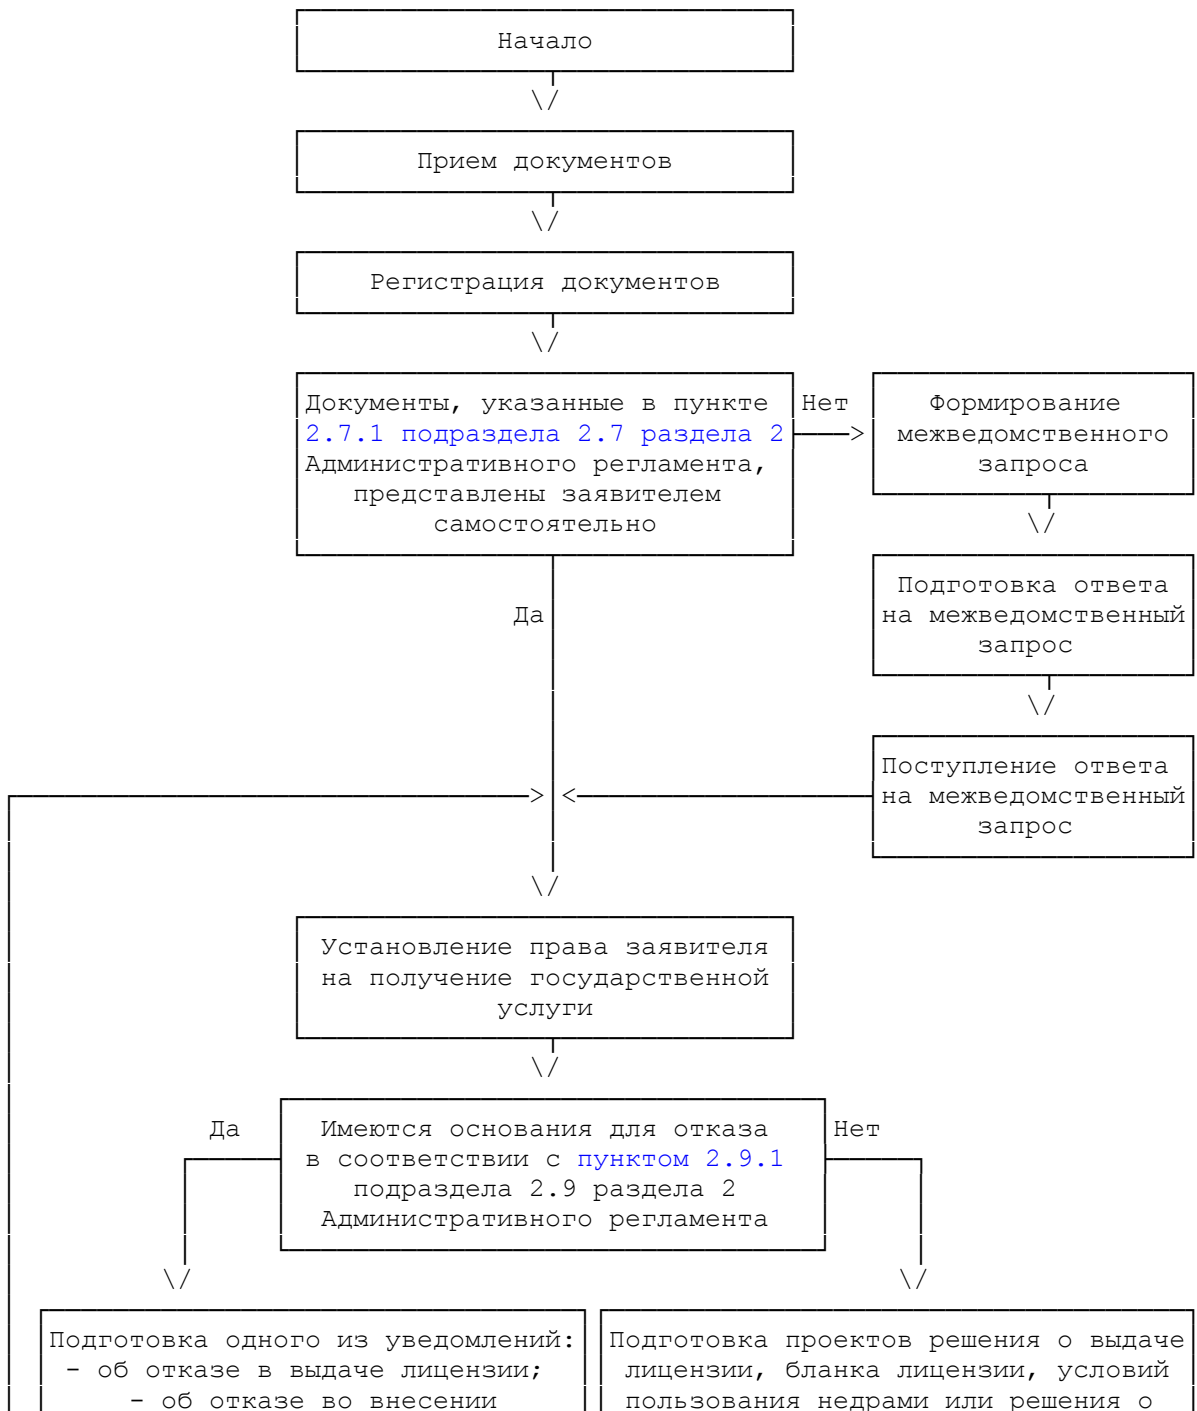 Начало
Прием документов
Регистрация документов
Документы, указанные в пункте
2.7.1 подраздела 2.7 раздела 2
Административного регламента,
представлены заявителем
самостоятельно
Нет
Формирование
межведомственного
запроса
Подготовка ответа
на межведомственный
запрос
Да
Поступление ответа
на межведомственный
запрос
Установление права заявителя
на получение государственной
услуги
Да
Имеются основания для отказа
в соответствии с пунктом 2.9.1
подраздела 2.9 раздела 2
Административного регламента
Нет
Подготовка одного из уведомлений:
- об отказе в выдаче лицензии;
- об отказе во внесении
Подготовка проектов решения о выдаче
лицензии, бланка лицензии, условий
пользования недрами или решения о